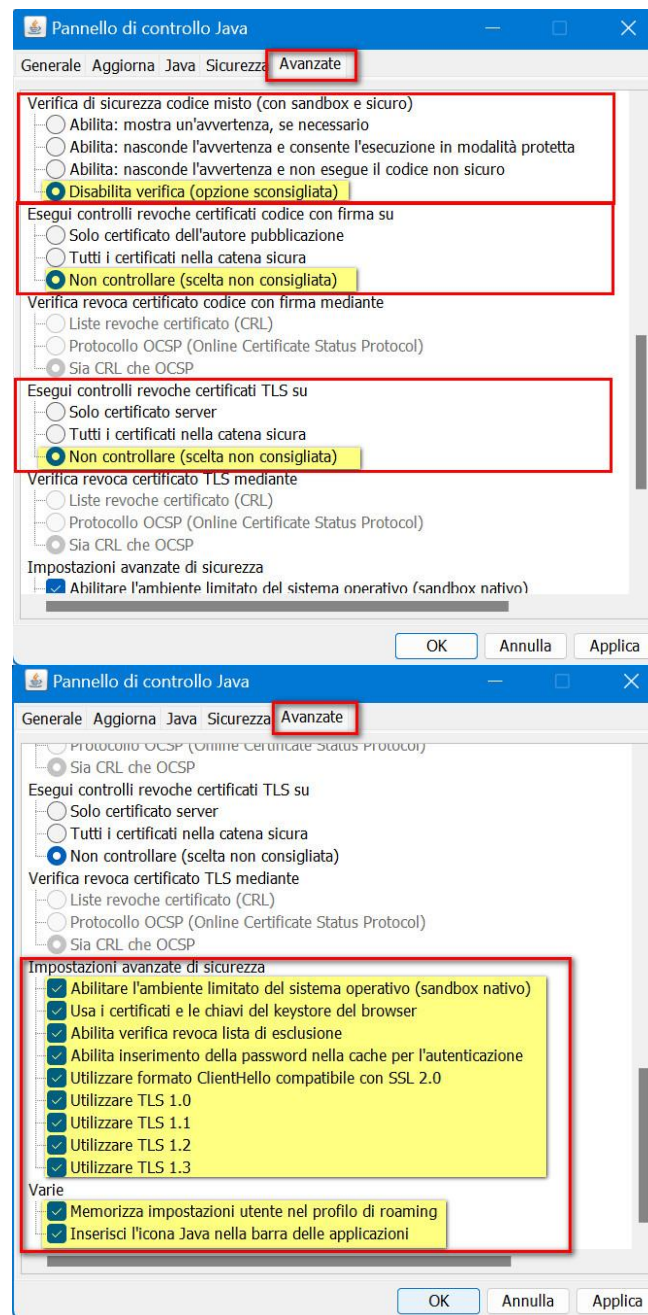 Pannello di controllo Java
Generale Aggiorna Java Sicurezza Avanzate
Verifica di sicurezza codice misto (con sandbox e sicuro)
Abilita: mostra un'avvertenza, se necessario
Abilita: nasconde l'avvertenza e consente l'esecuzione in modalità protetta
Abilita: nasconde l'avvertenza e non esegue il codice non sicuro
Disabilita verifica (opzione sconsigliata)
Esegui controlli revoche certificati codice con firma su
Solo certificato dell'autore pubblicazione
Tutti i certificati nella catena sicura
Non controllare (scelta non consigliata)
Verifica revoca certificato codice con firma mediante
Liste revoche certificato (CRL)
Protocollo OCSP (Online Certificate Status Protocol)
Sia CRL che OCSP
Esegui controlli revoche certificati TLS su
Solo certificato server
Tutti i certificati nella catena sicura
Non controllare (scelta non consigliata)
Verifica revoca certificato TLS mediante
Liste revoche certificato (CRL)
Protocollo OCSP (Online Certificate Status Protocol)
Sia CRL che OCSP
Impostazioni avanzate di sicurezza
Abilitare l'ambiente limitato del sistema operativo (sandbox nativo)
OK Annulla Applica
Pannello di controllo Java
Generale Aggiorna Java Sicurezza Avanzate
Protocollo OCSP (Online Certificate Status Protocol)
Sia CRL che OCSP
Esegui controlli revoche certificati TLS su
Solo certificato server
Tutti i certificati nella catena sicura
Non controllare (scelta non consigliata)
Verifica revoca certificato TLS mediante
Liste revoche certificato (CRL)
Protocollo OCSP (Online Certificate Status Protocol)
Sia CRL che OCSP
Impostazioni avanzate di sicurezza
Abilitare l'ambiente limitato del sistema operativo (sandbox nativo)
Usa i certificati e le chiavi del keystore del browser
Abilita verifica revoca lista di esclusione
Abilita inserimento della password nella cache per l'autenticazione
Utilizzare formato ClientHello compatibile con SSL 2.0
Utilizzare TLS 1.0
Utilizzare TLS 1.1
Utilizzare TLS 1.2
Utilizzare TLS 1.3
Varie
Memorizza impostazioni utente nel profilo di roaming
Inserisci l'icona Java nella barra delle applicazioni
OK Annulla Applica